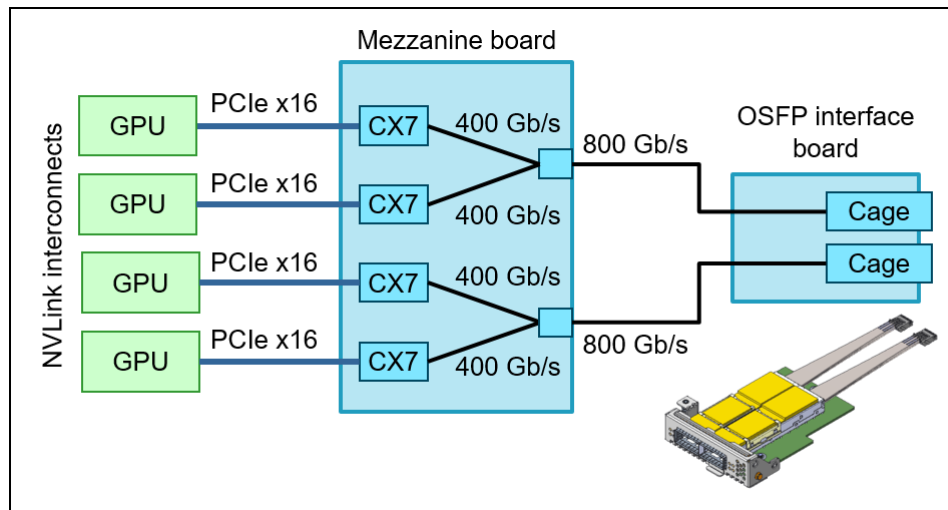 Mezzanine board
NVLink interconnects
GPU
PCIe x16
CX7
400 Gb/s
800 Gb/s
OSFP interface
board
GPU
PCIe x16
CX7
400 Gb/s
Cage
GPU
PCIe x16
CX7
400 Gb/s
Cage
GPU
PCIe x16
CX7
400 Gb/s
800 Gb/s